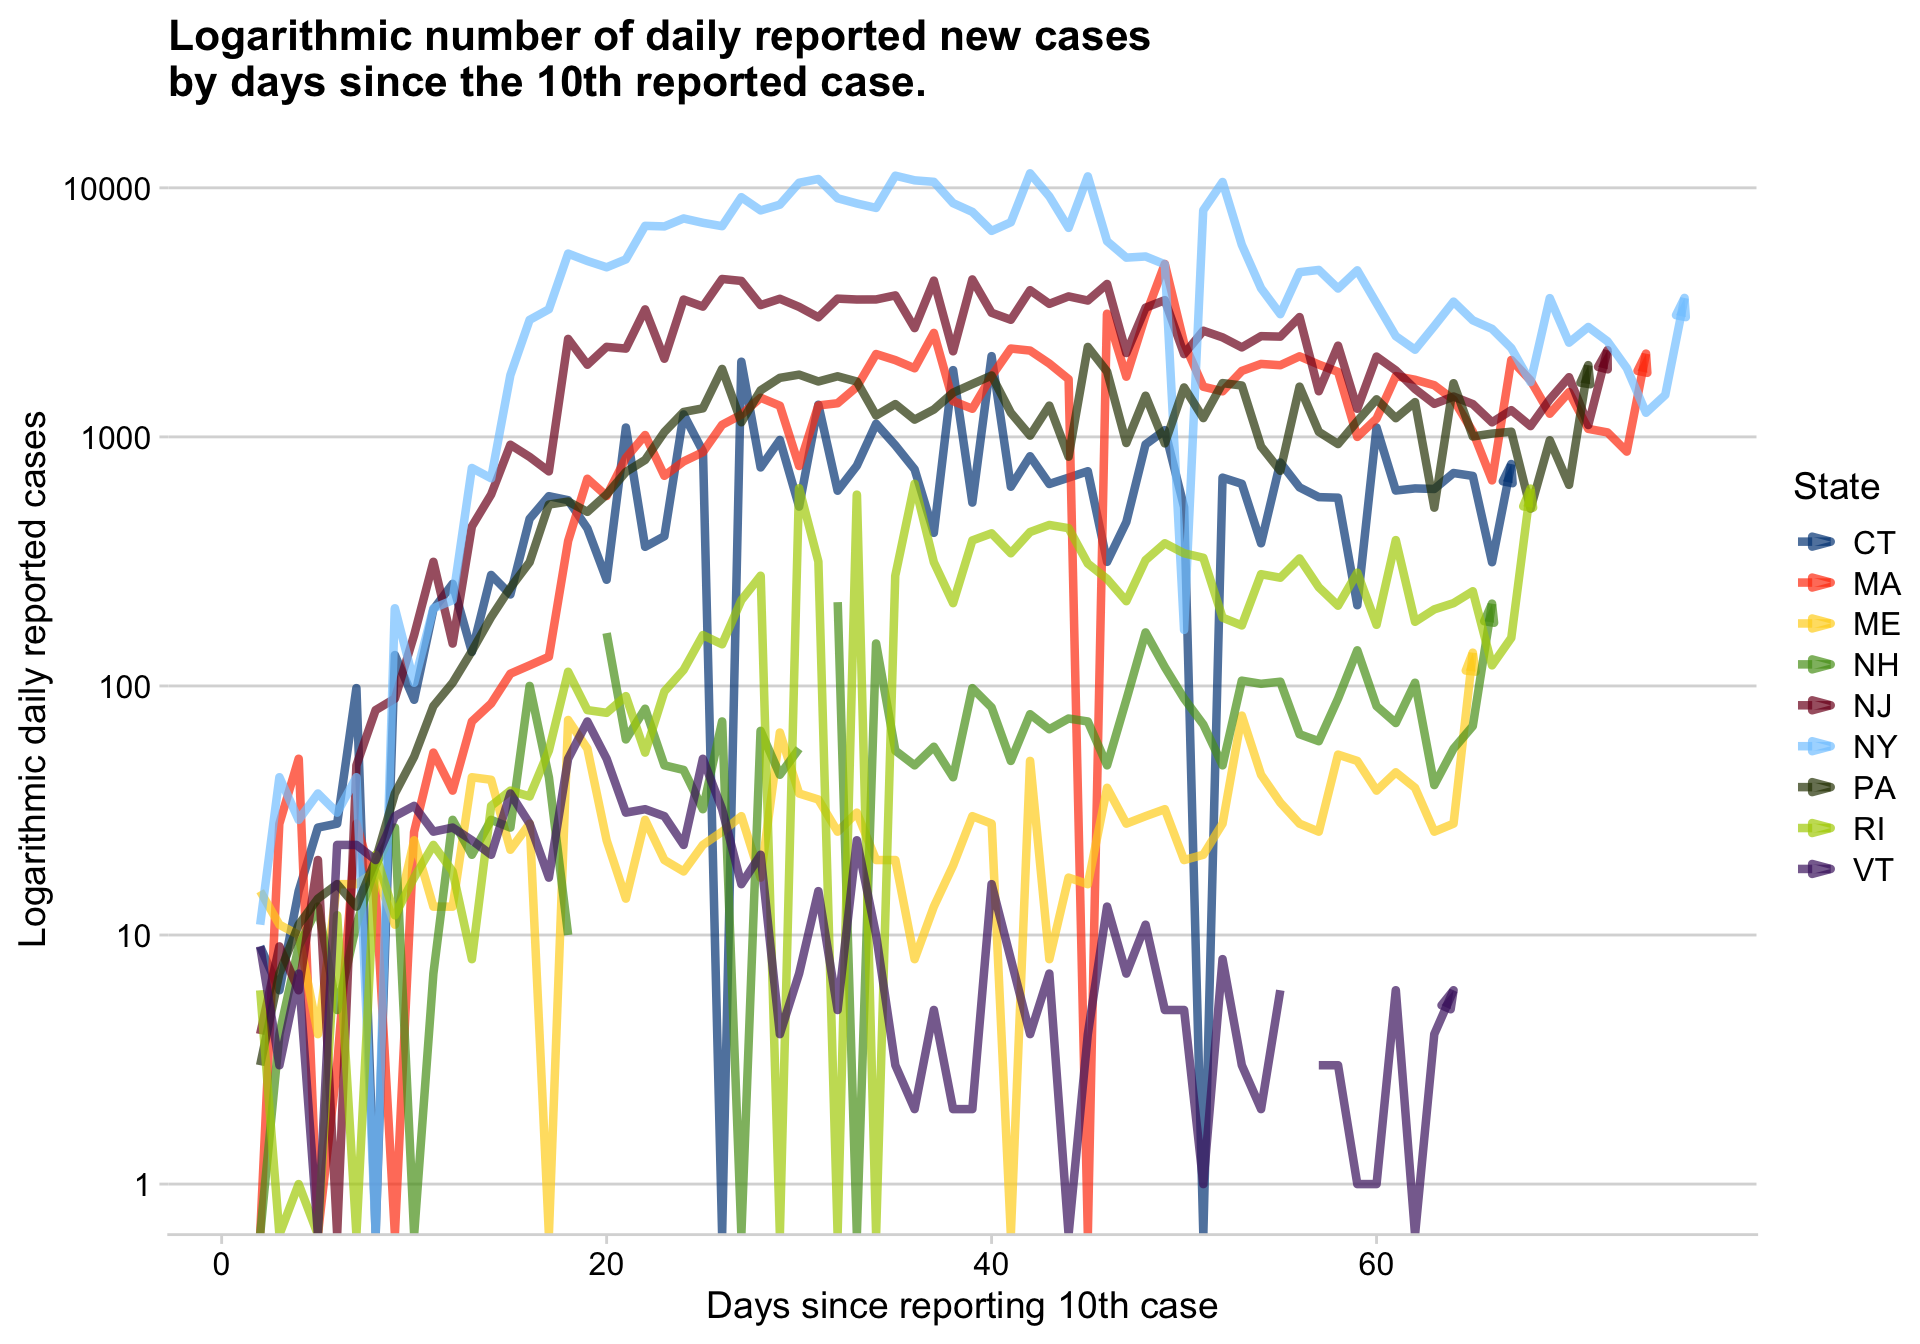 Logarithmic number of daily reported new cases
by days since the 10th reported case.
10000
1000
100
10
1
Logarithmic daily reported cases
0 20 40 60
Days since reporting 10th case
State
CT
MA
ME
NH
NJ
NY
PA
RI
VT